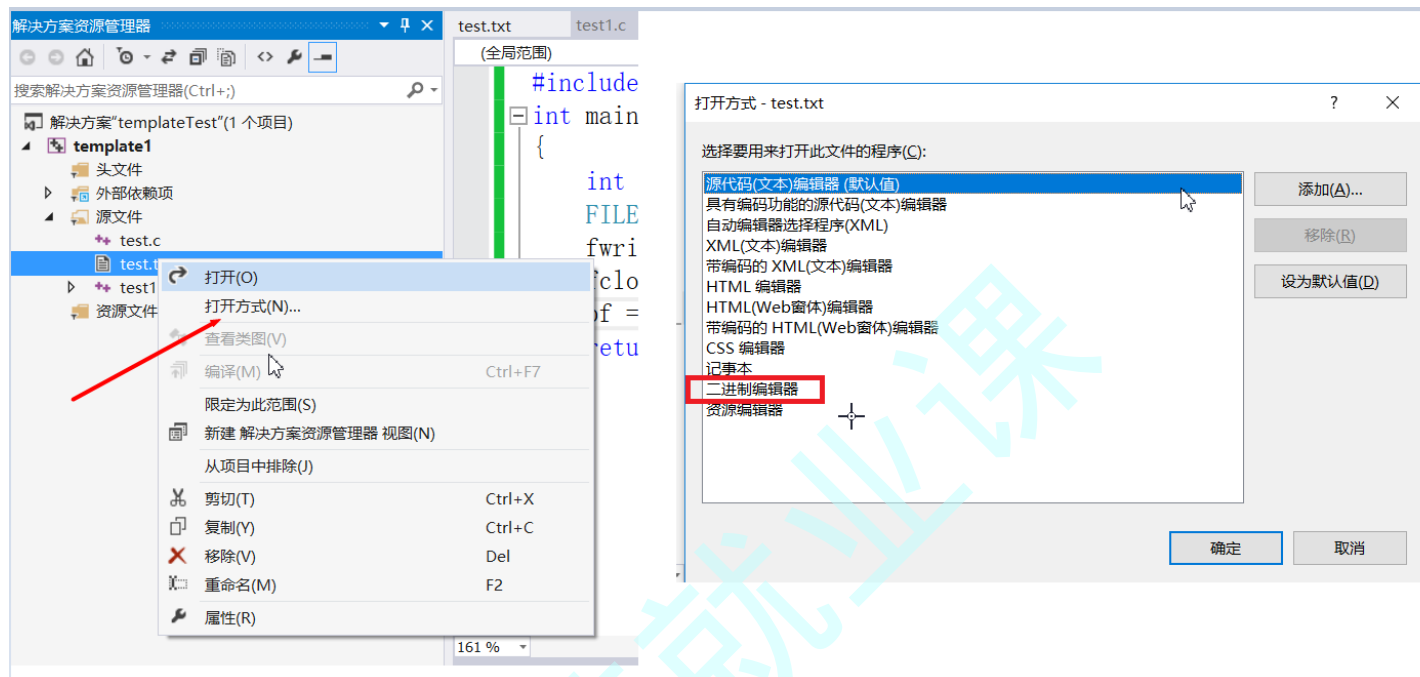 解决方案资源管理器
搜索解决方案资源管理器(Ctrl+;)
解决方案"templateTest"(1 个项目)
template1
头文件
外部依赖项
源文件
test.c
test.t
test1
资源文件
打开(O)
打开方式(N)...
查看类图(V)
编译(M) Ctrl+F7
限定为此范围(S)
新建 解决方案资源管理器 视图(N)
从项目中排除(J)
剪切(T) Ctrl+X
复制(Y) Ctrl+C
移除(V) Del
重命名(M) F2
属性(R)
test.txt test1.c
(全局范围)
#include
int main
{
int
FILE
fwri
fclo
pf =
retu
161 %
打开方式 - test.txt
选择要用来打开此文件的程序(C):
源代码(文本)编辑器 (默认值)
具有编码功能的源代码(文本)编辑器
自动编辑器选择程序(XML)
XML(文本)编辑器
带编码的 XML(文本)编辑器
HTML 编辑器
HTML(Web窗体)编辑器
带编码的 HTML(Web窗体)编辑器
CSS 编辑器
记事本
二进制编辑器
资源编辑器
添加(A)...
移除(R)
设为默认值(D)
确定
取消
就业课